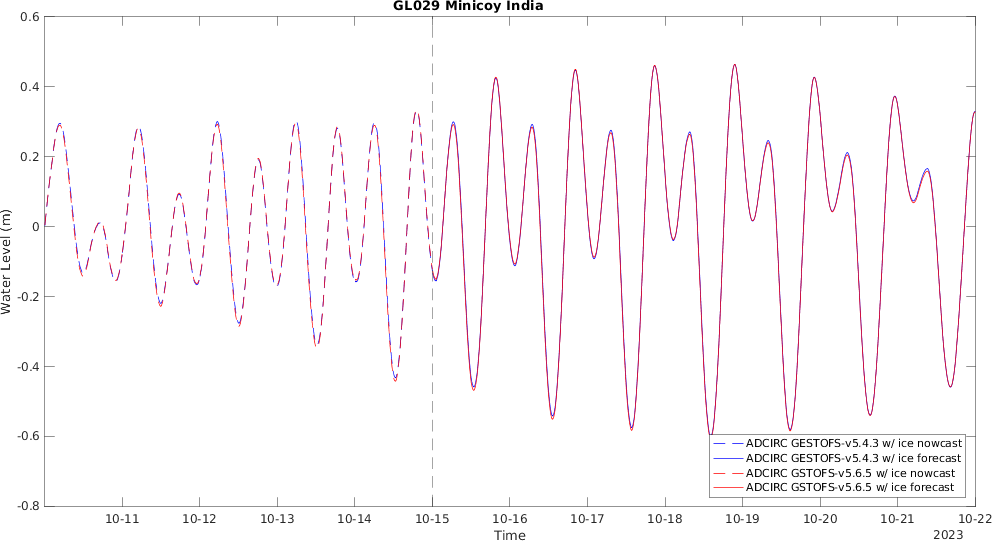 GL029 Minicoy India
0.6
0.4
0.2
0
-0.2
-0.4
-0.6
-0.8
Water Level (m)
ADCIRC GESTOFS-v5.4.3 w/ ice nowcast
ADCIRC GESTOFS-v5.4.3 w/ ice forecast
ADCIRC GSTOFS-v5.6.5 w/ ice nowcast
ADCIRC GSTOFS-v5.6.5 w/ ice forecast
10-11 10-12 10-13 10-14 10-15 10-16 10-17 10-18 10-19 10-20 10-21 10-22
Time
2023